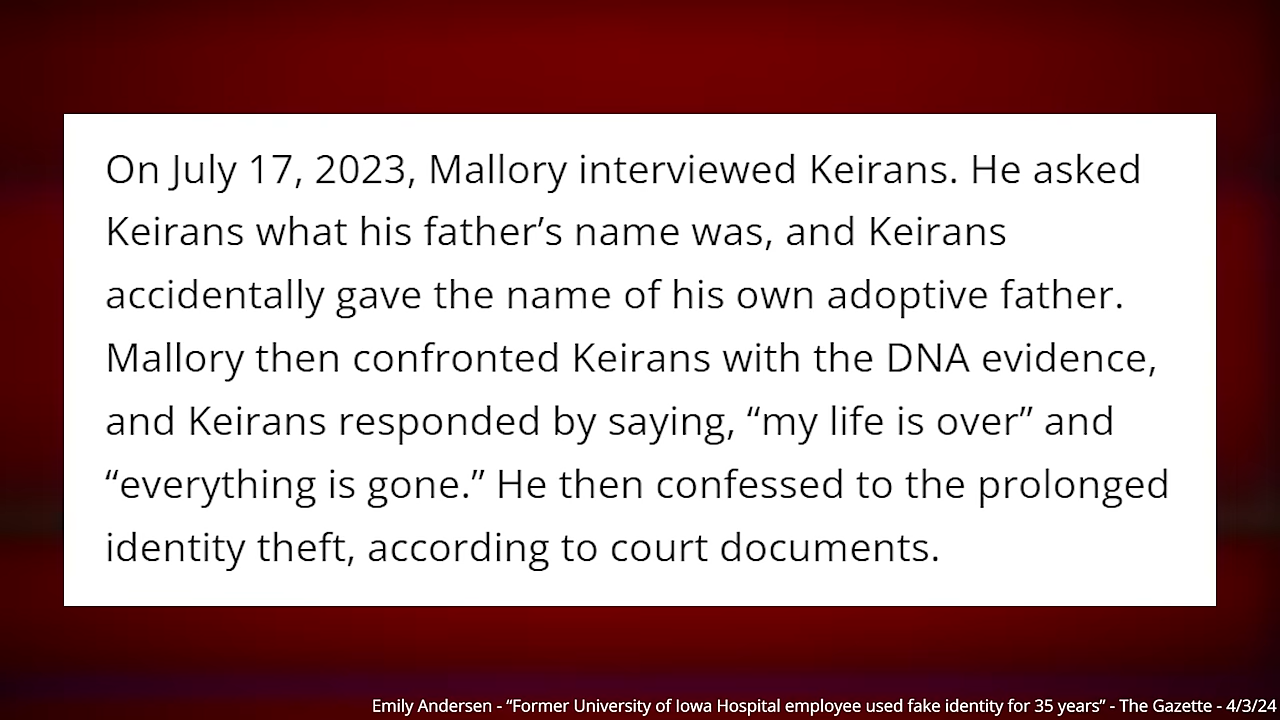 On July 17, 2023, Mallory interviewed Keirans. He asked
Keirans what his father’s name was, and Keirans
accidentally gave the name of his own adoptive father.
Mallory then confronted Keirans with the DNA evidence,
and Keirans responded by saying, “my life is over” and
“everything is gone.” He then confessed to the prolonged
identity theft, according to court documents.
Emily Andersen - “Former University of Iowa Hospital employee used fake identity for 35 years” - The Gazette - 4/3/24